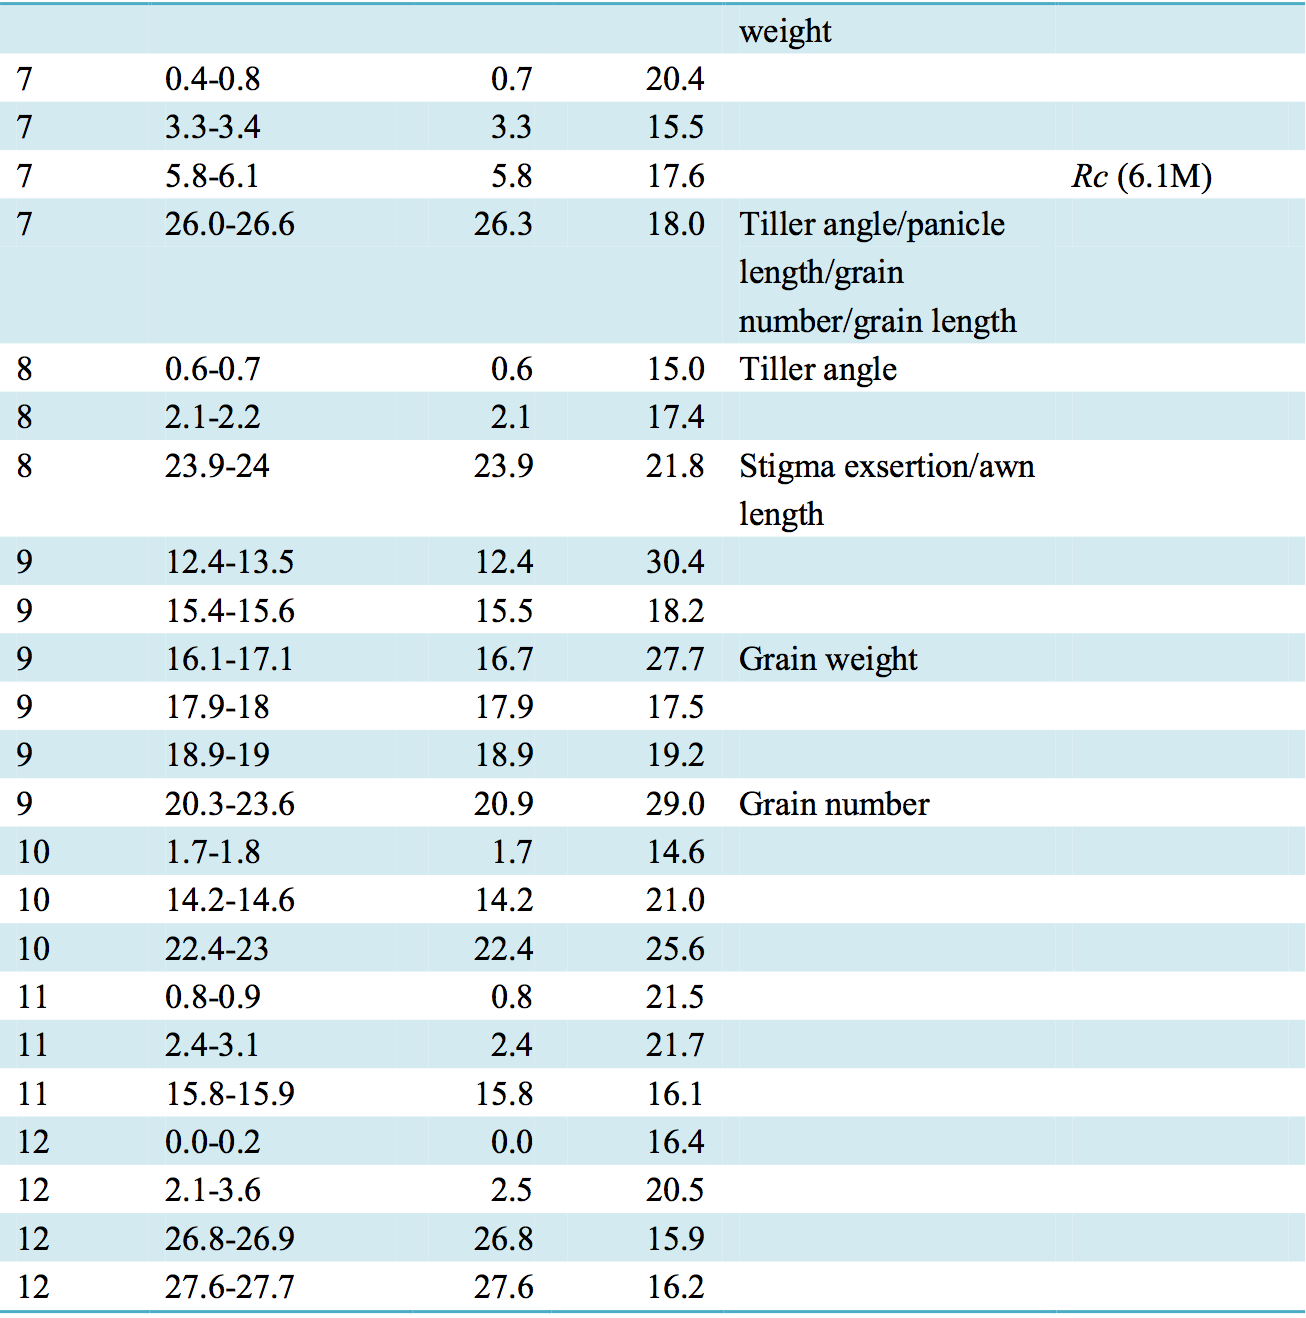 weight
7 0.4-0.8 0.7 20.4
7 3.3-3.4 3.3 15.5
7 5.8-6.1 5.8 17.6 Rc (6.1M)
7 26.0-26.6 26.3 18.0 Tiller angle/panicle
length/grain
number/grain length
8 0.6-0.7 0.6 15.0 Tiller angle
8 2.1-2.2 2.1 17.4
8 23.9-24 23.9 21.8 Stigma exsertion/awn
length
9 12.4-13.5 12.4 30.4
9 15.4-15.6 15.5 18.2
9 16.1-17.1 16.7 27.7 Grain weight
9 17.9-18 17.9 17.5
9 18.9-19 18.9 19.2
9 20.3-23.6 20.9 29.0 Grain number
10 1.7-1.8 1.7 14.6
10 14.2-14.6 14.2 21.0
10 22.4-23 22.4 25.6
11 0.8-0.9 0.8 21.5
11 2.4-3.1 2.4 21.7
11 15.8-15.9 15.8 16.1
12 0.0-0.2 0.0 16.4
12 2.1-3.6 2.5 20.5
12 26.8-26.9 26.8 15.9
12 27.6-27.7 27.6 16.2